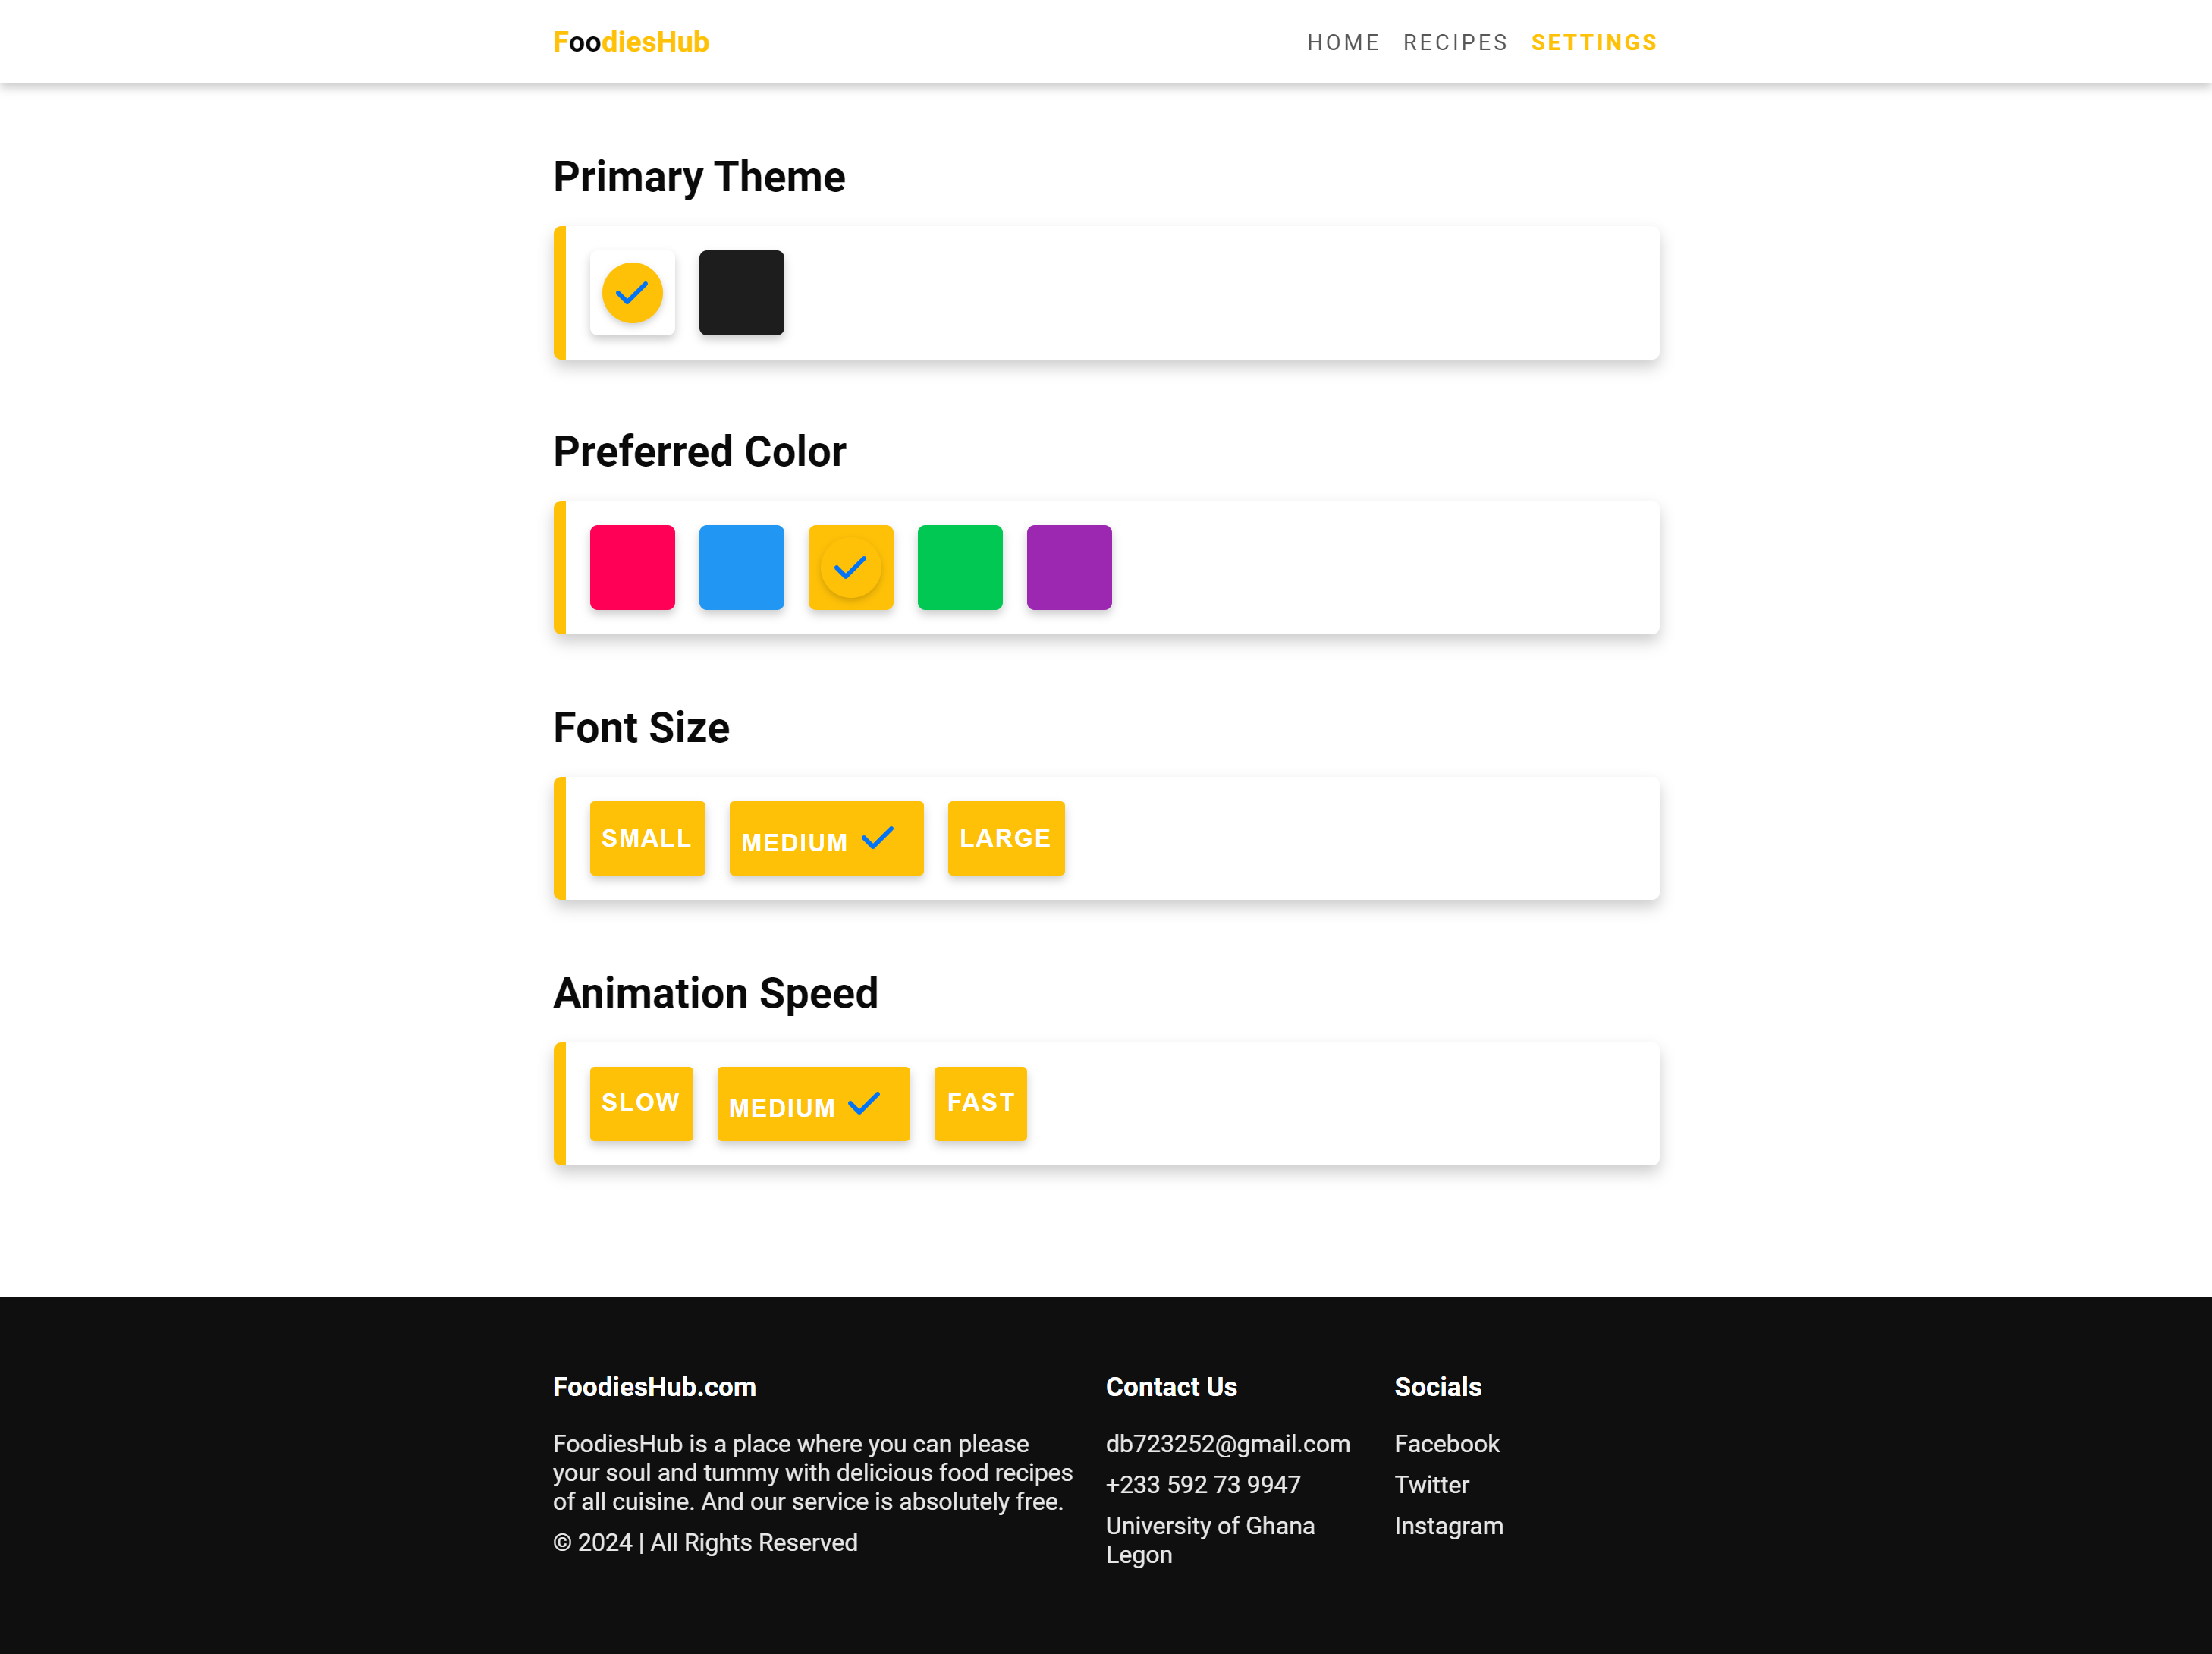 FoodiesHub
HOME RECIPES SETTINGS
Primary Theme
Preferred Color
Font Size
SMALL MEDIUM LARGE
Animation Speed
SLOW MEDIUM FAST
FoodiesHub.com
FoodiesHub is a place where you can please
your soul and tummy with delicious food recipes
of all cuisine. And our service is absolutely free.
© 2024 | All Rights Reserved
Contact Us
db723252@gmail.com
+233 592 73 9947
University of Ghana
Legon
Socials
Facebook
Twitter
Instagram